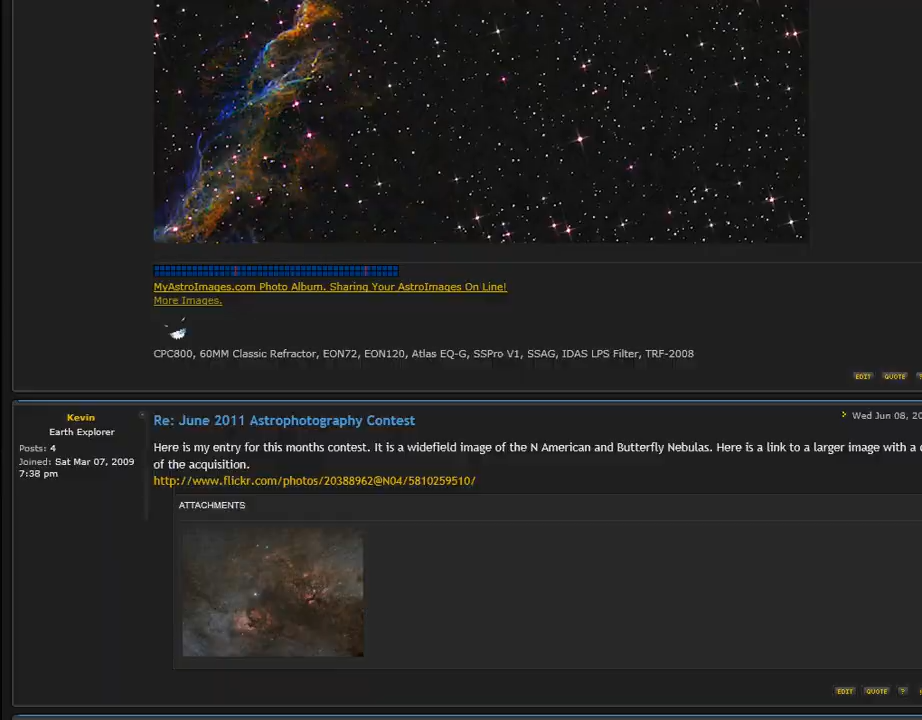 MyAstroImages.com Photo Album. Sharing Your AstroImages On Line!
More Images.
CPC800, 60MM Classic Refractor, EON72, EON120, Atlas EQ-G, SSPro V1, SSAG, IDAS LPS Filter, TRF-2008
EDIT QUOTE ?
Kevin
Earth Explorer
Posts: 4
Joined: Sat Mar 07, 2009
7:38 pm
Re: June 2011 Astrophotography Contest
Wed Jun 08, 20
Here is my entry for this months contest. It is a widefield image of the N American and Butterfly Nebulas. Here is a link to a larger image with a
of the acquisition.
http://www.flickr.com/photos/20388962@N04/5810259510/
ATTACHMENTS
EDIT QUOTE ?